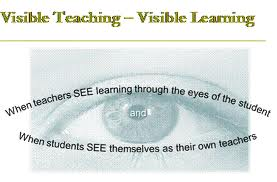 Visible Teaching – Visible Learning
When teachers SEE learning through the eyes of the student
and
When students SEE themselves as their own teachers